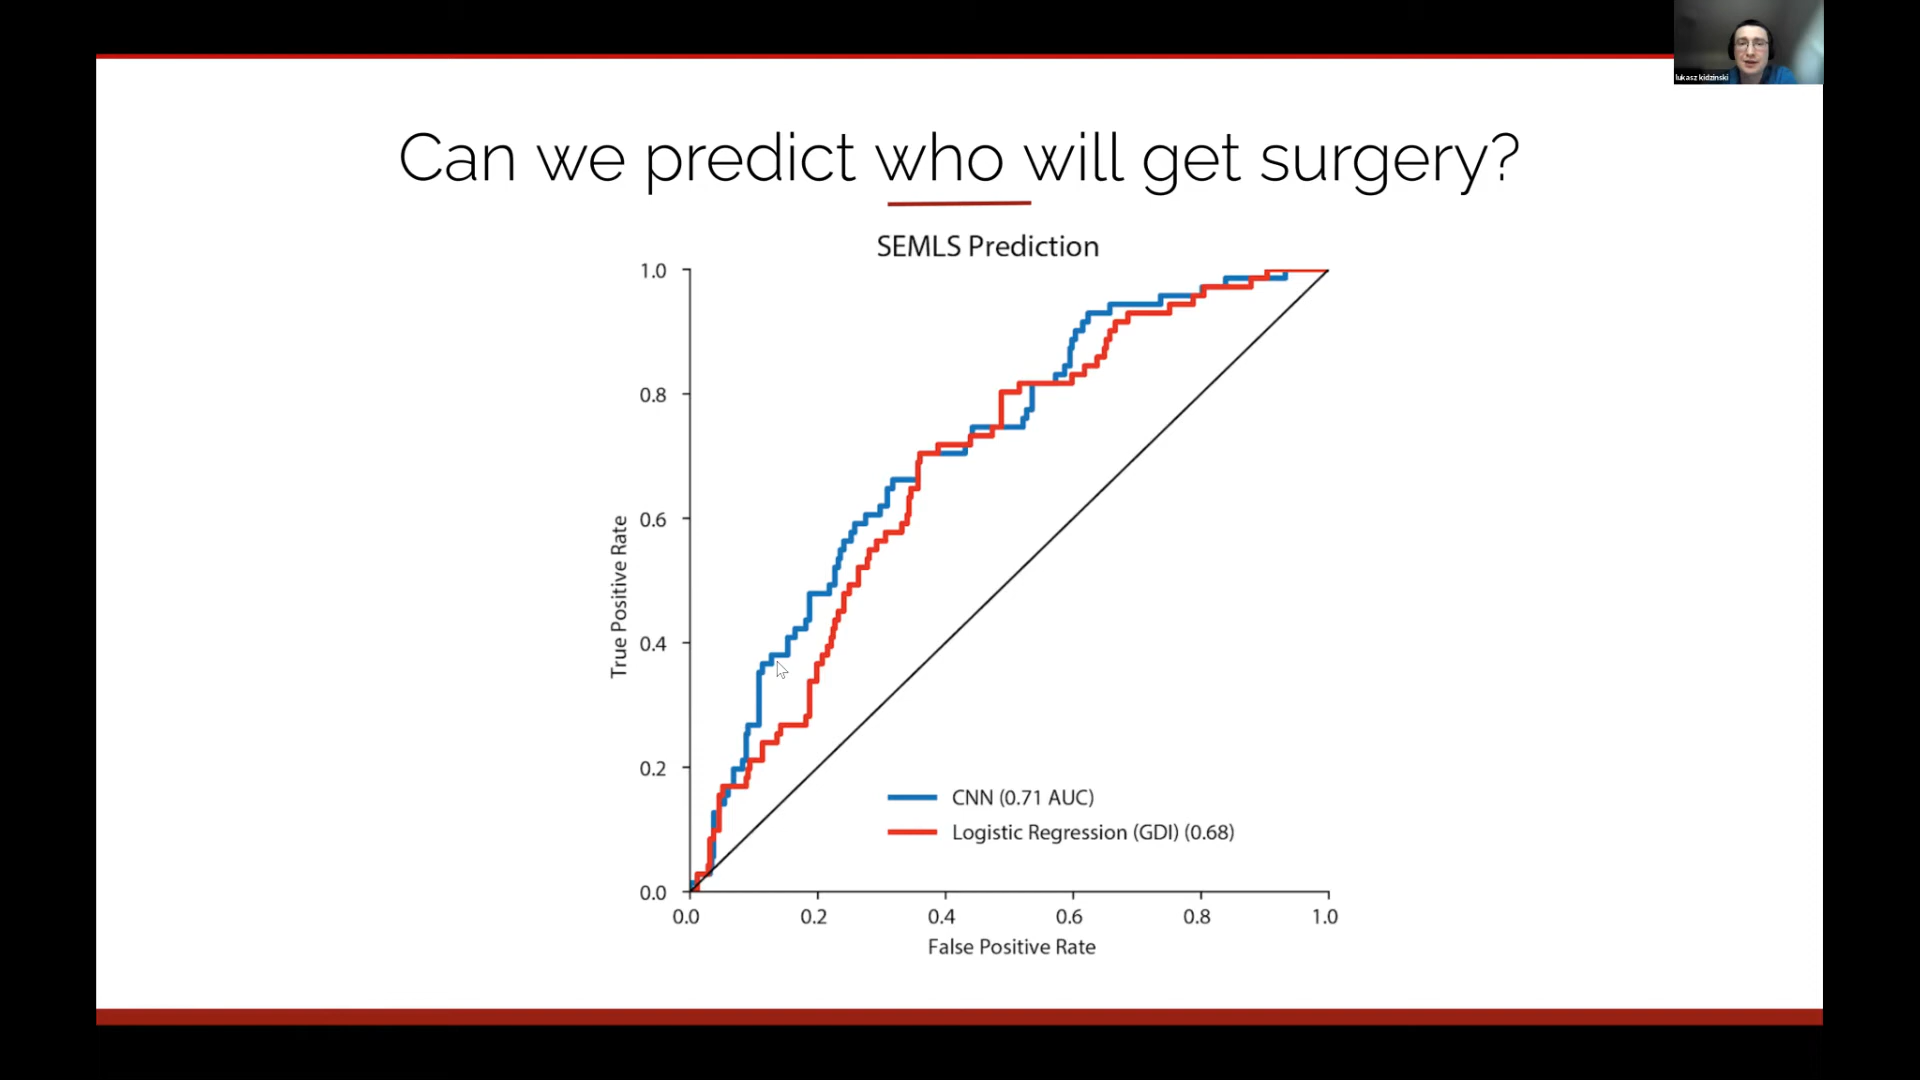 lukasz kidzinski
Can we predict who will get surgery?
SEMLS Prediction
1.0
0.8
0.6
0.4
0.2
0.0
True Positive Rate
CNN (0.71 AUC)
Logistic Regression (GDI) (0.68)
0.0 0.2 0.4 0.6 0.8 1.0
False Positive Rate